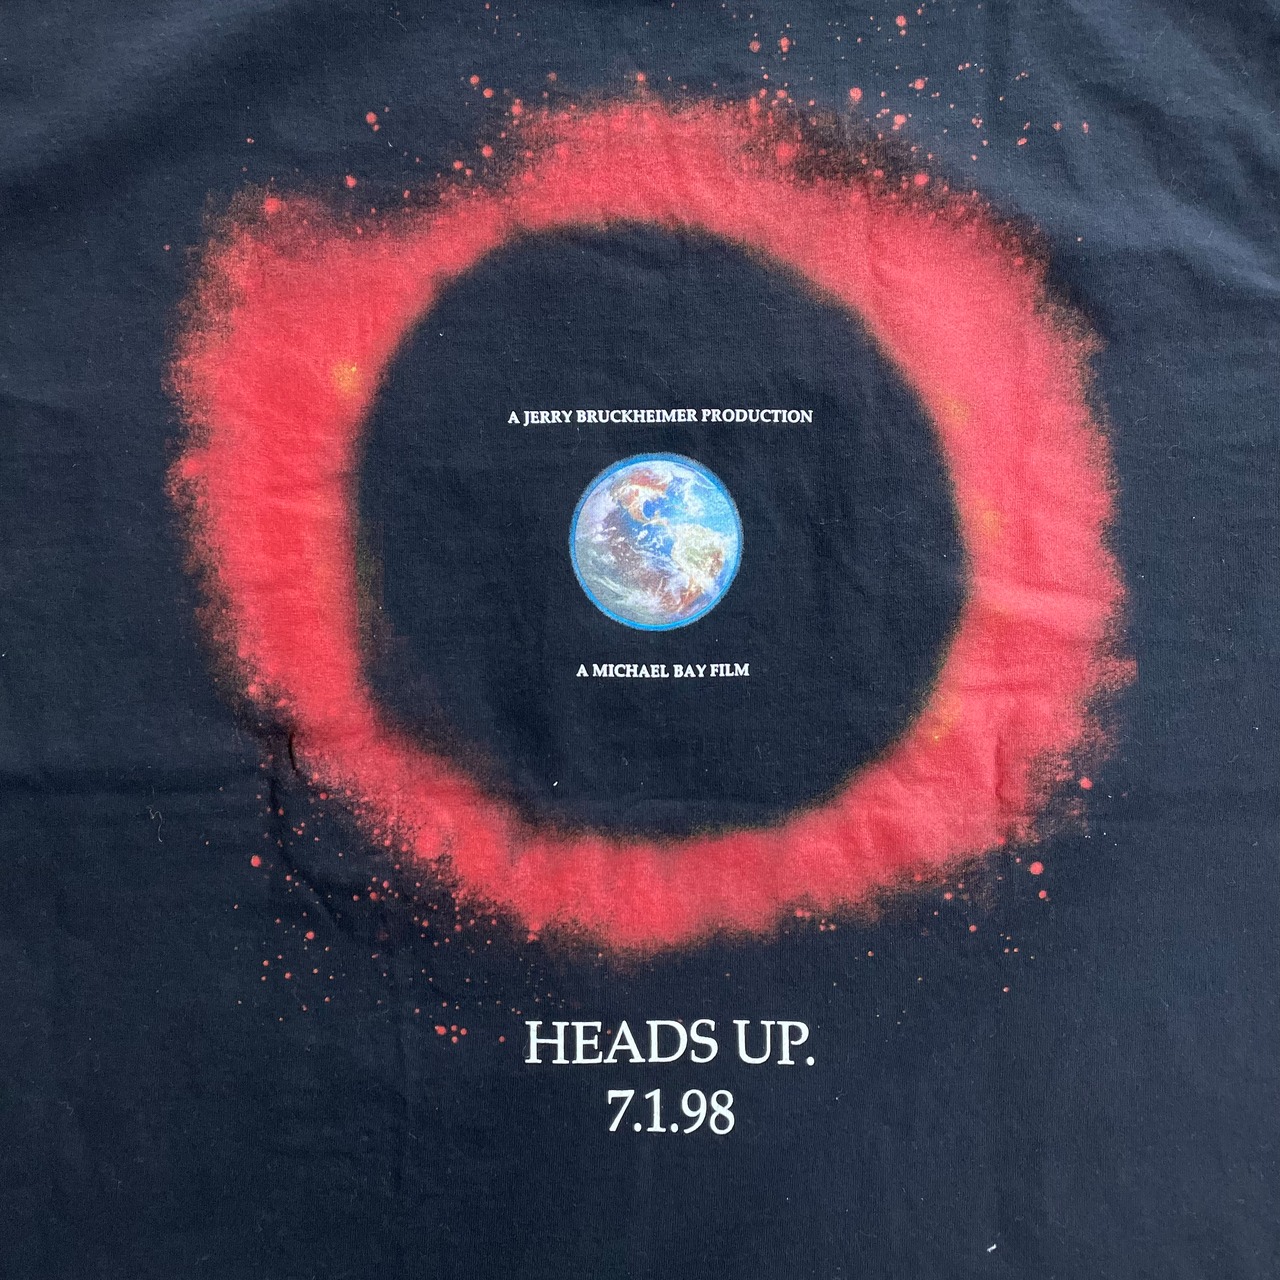 A JERRY BRUCKHEIMER PRODUCTION
A MICHAEL BAY FILM
HEADS UP.
7.1.98